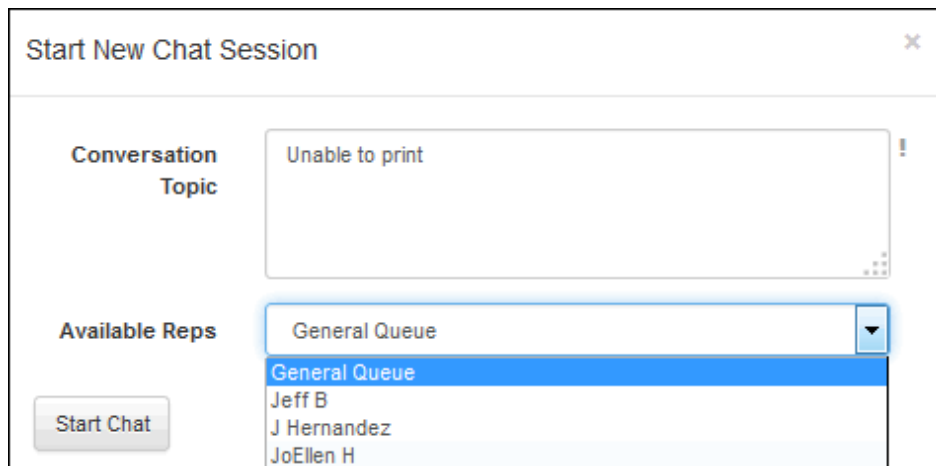 Start New Chat Session
×
Conversation
Topic
Unable to print
!
Available Reps
General Queue
General Queue
Jeff B
J Hernandez
JoEllen H
Start Chat